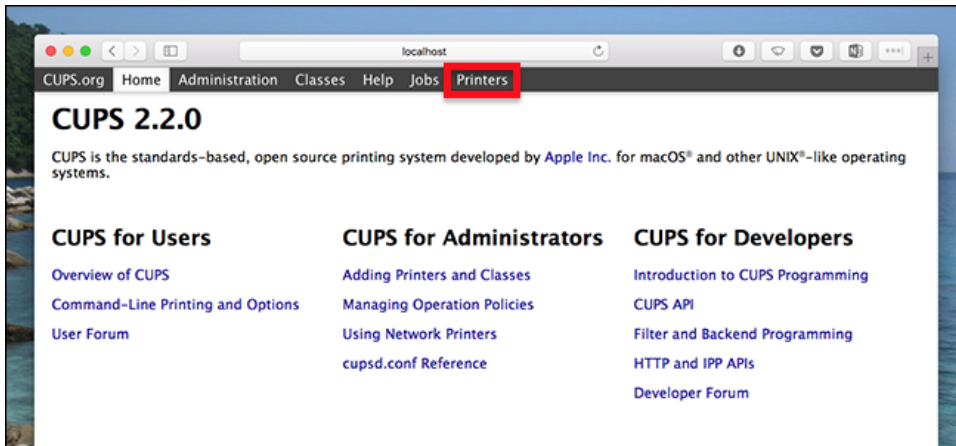 localhost
CUPS.org Home Administration Classes Help Jobs Printers
CUPS 2.2.0
CUPS is the standards-based, open source printing system developed by Apple Inc. for macOS® and other UNIX®-like operating
systems.
CUPS for Users
Overview of CUPS
Command-Line Printing and Options
User Forum
CUPS for Administrators
Adding Printers and Classes
Managing Operation Policies
Using Network Printers
cupsd.conf Reference
CUPS for Developers
Introduction to CUPS Programming
CUPS API
Filter and Backend Programming
HTTP and IPP APIs
Developer Forum